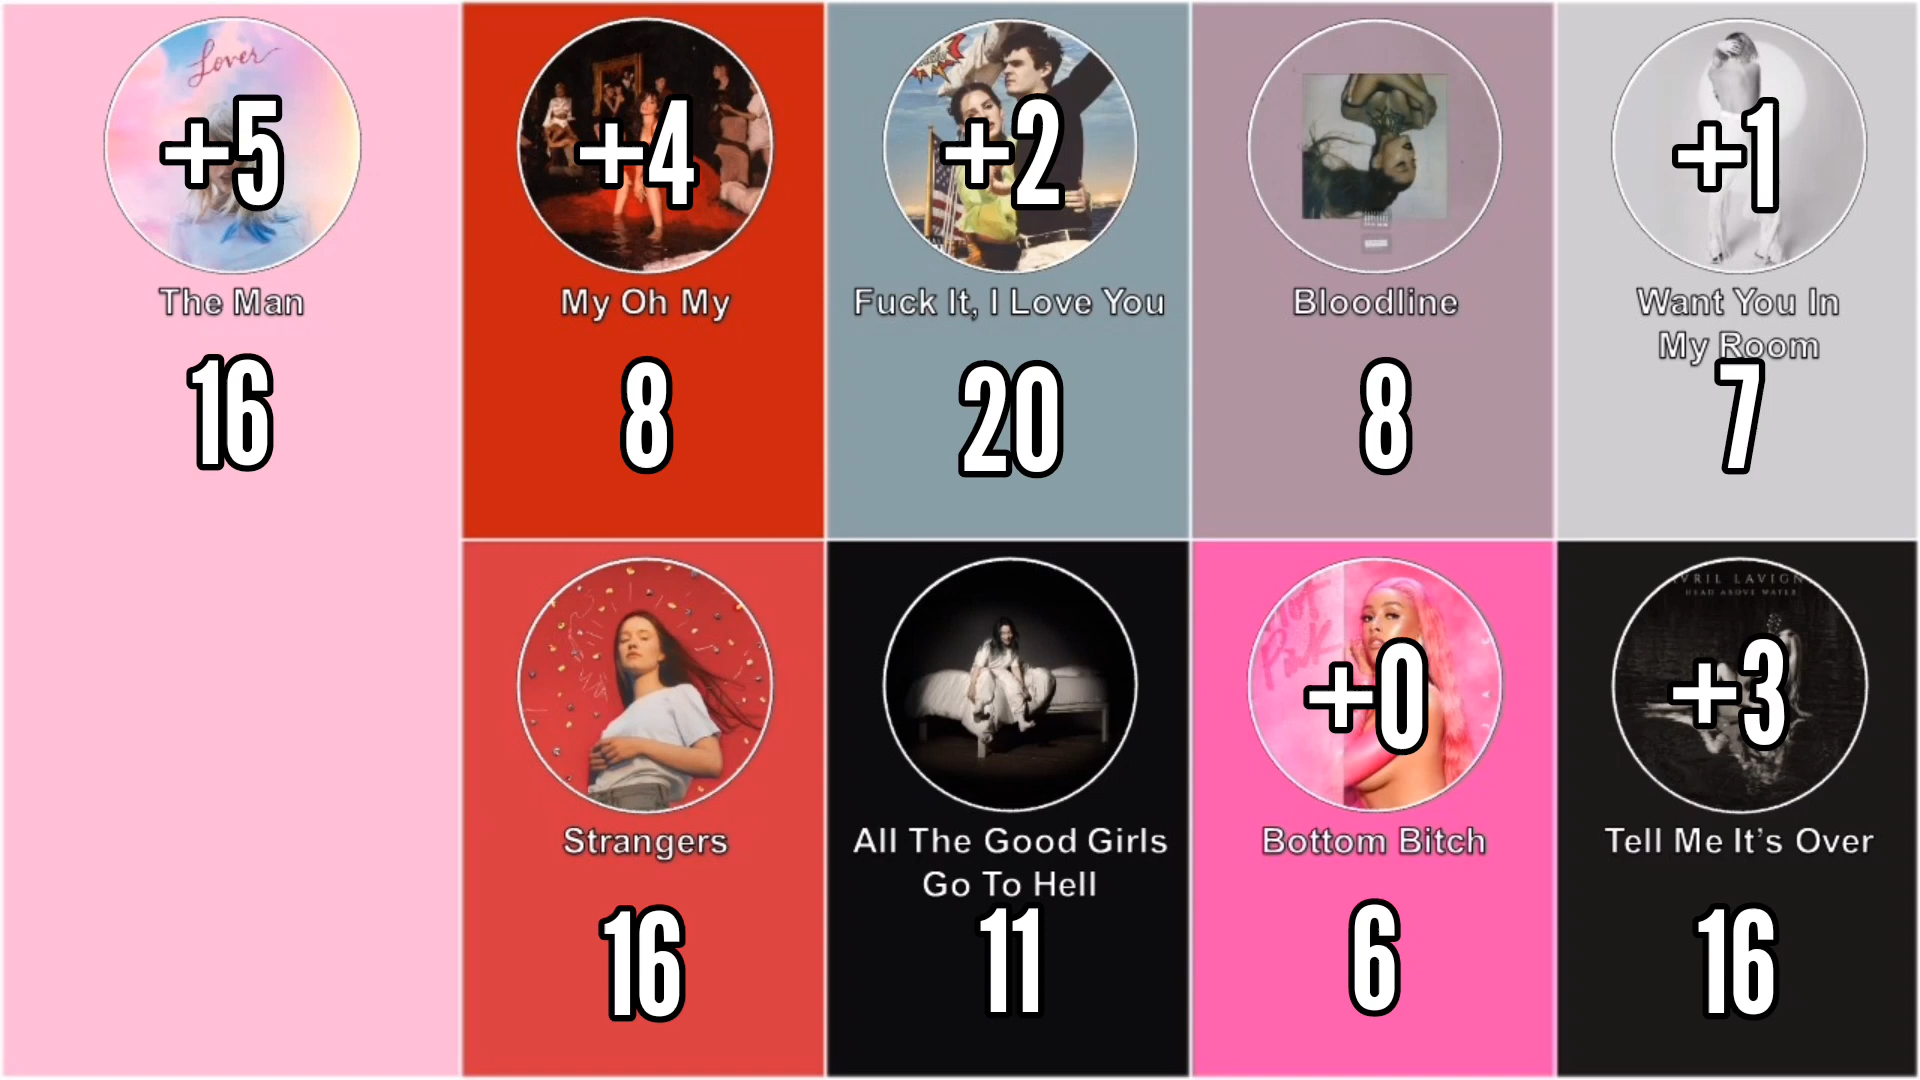 Lover
+5
The Man
16
+4
My Oh My
8
+2
Fuck It, I Love You
20
Bloodline
8
+1
Want You In
My Room
7
Strangers
16
All The Good Girls
Go To Hell
11
+0
Bottom Bitch
6
VRIL LAVIGN
HEAD ABOVE WATER
+3
Tell Me It’s Over
16